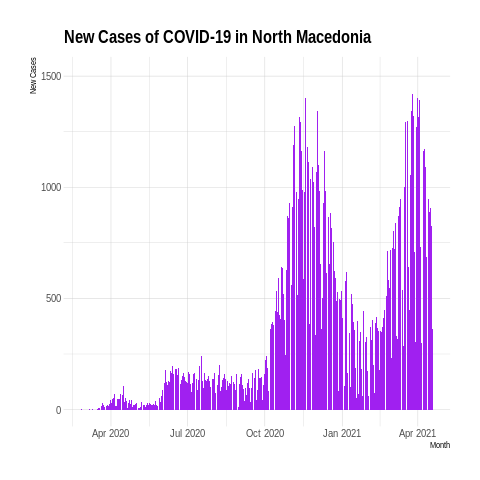 New Cases of COVID-19 in North Macedonia
New Cases
1500
1000
500
0
Apr 2020 Jul 2020 Oct 2020 Jan 2021 Apr 2021
Month